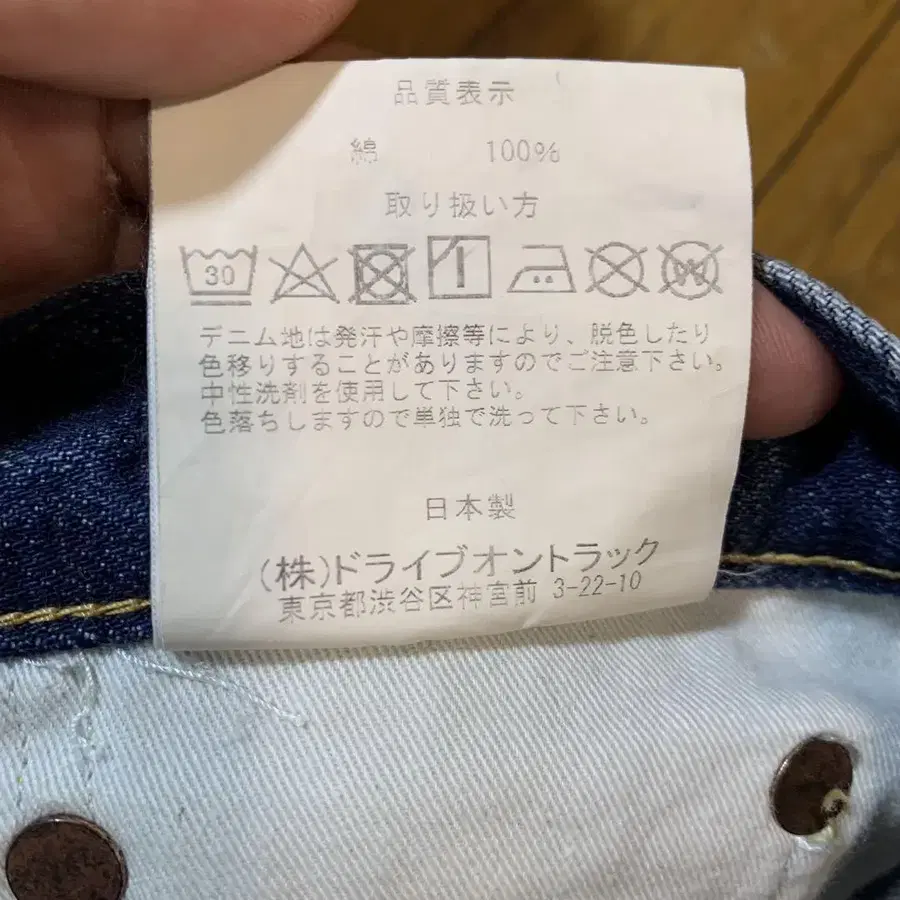 品質表示
綿 100%
取り扱い方
30
デニム地は発汗や摩擦等により、脱色したり
色移りすることがありますのでご注意下さい。
中性洗剤を使用して下さい。
色落ちしますので単独で洗って下さい。
日本製
(株)ドライブオントラック
東京都渋谷区神宮前 3-22-10